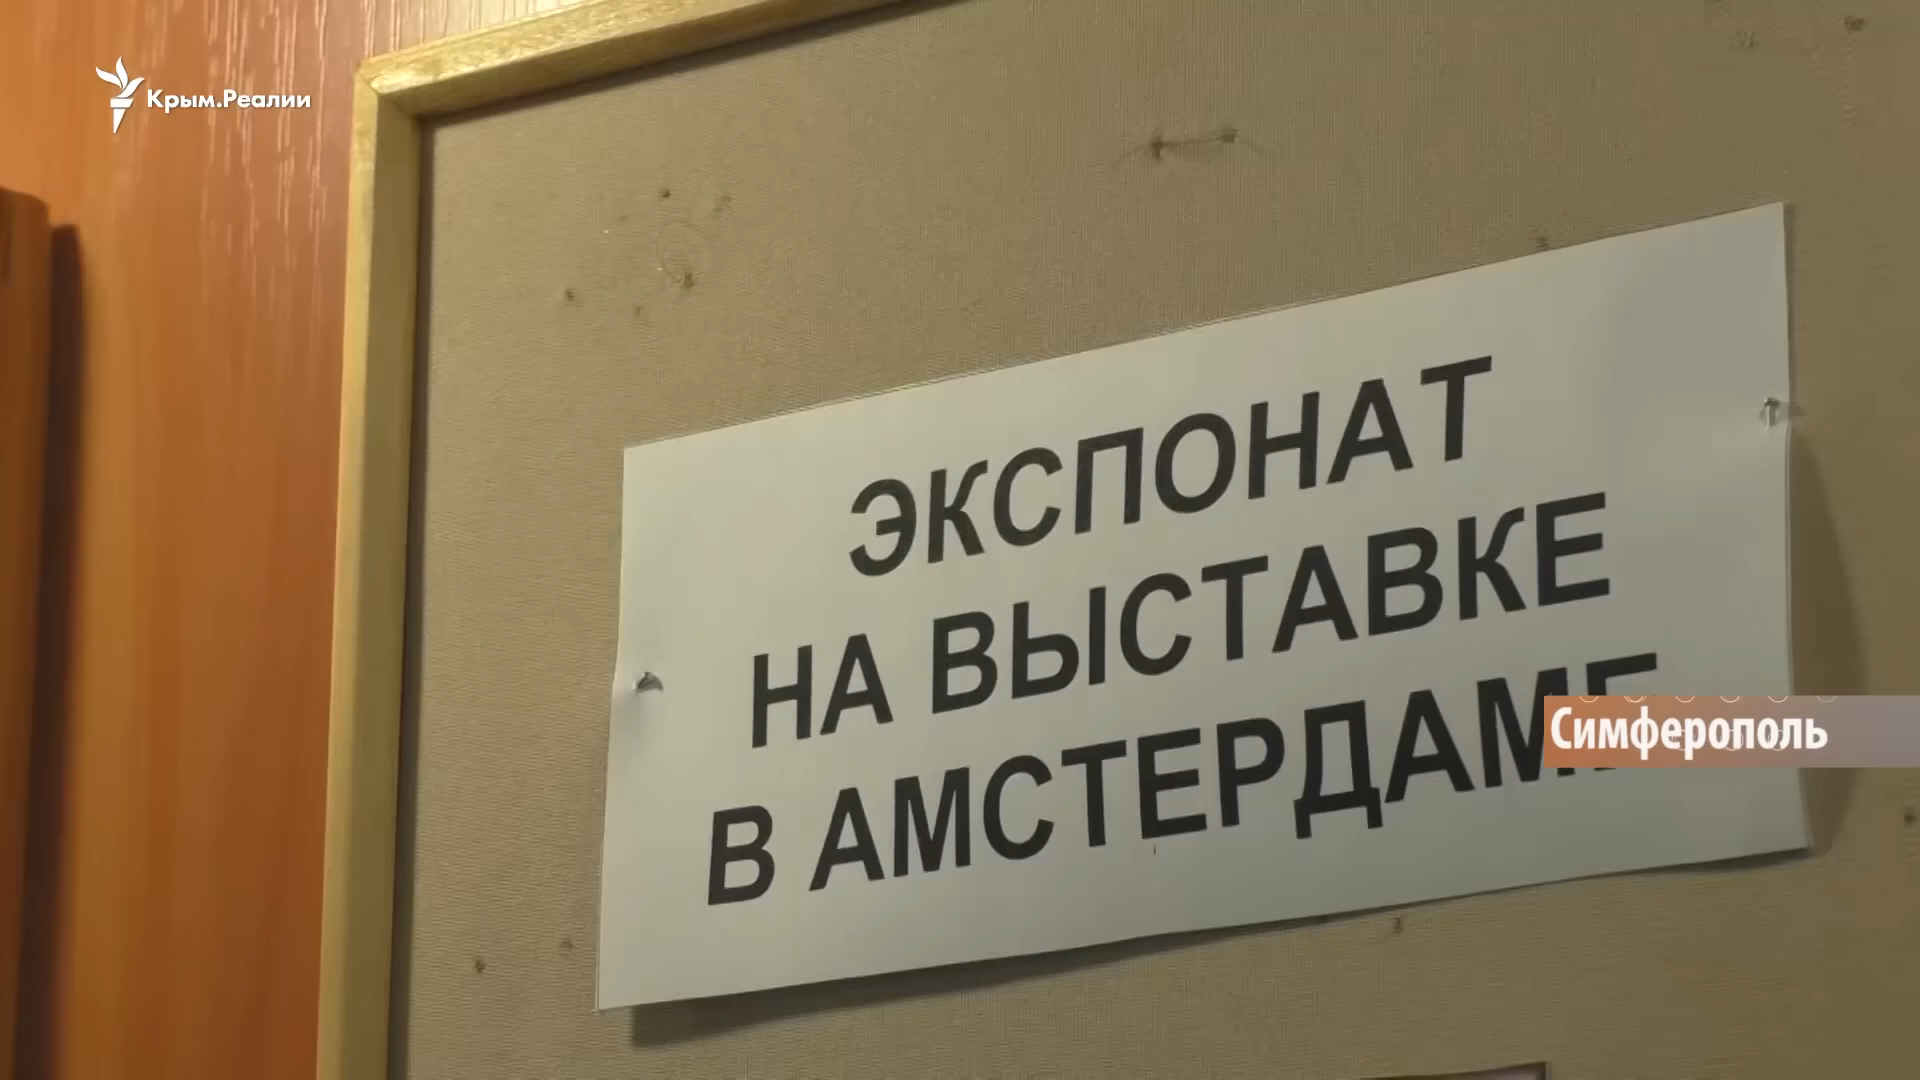 Крым.Реалии
ЭКСПОНАТ
НА ВЫСТАВКЕ
В АМСТЕРДАМЕ
Симферополь